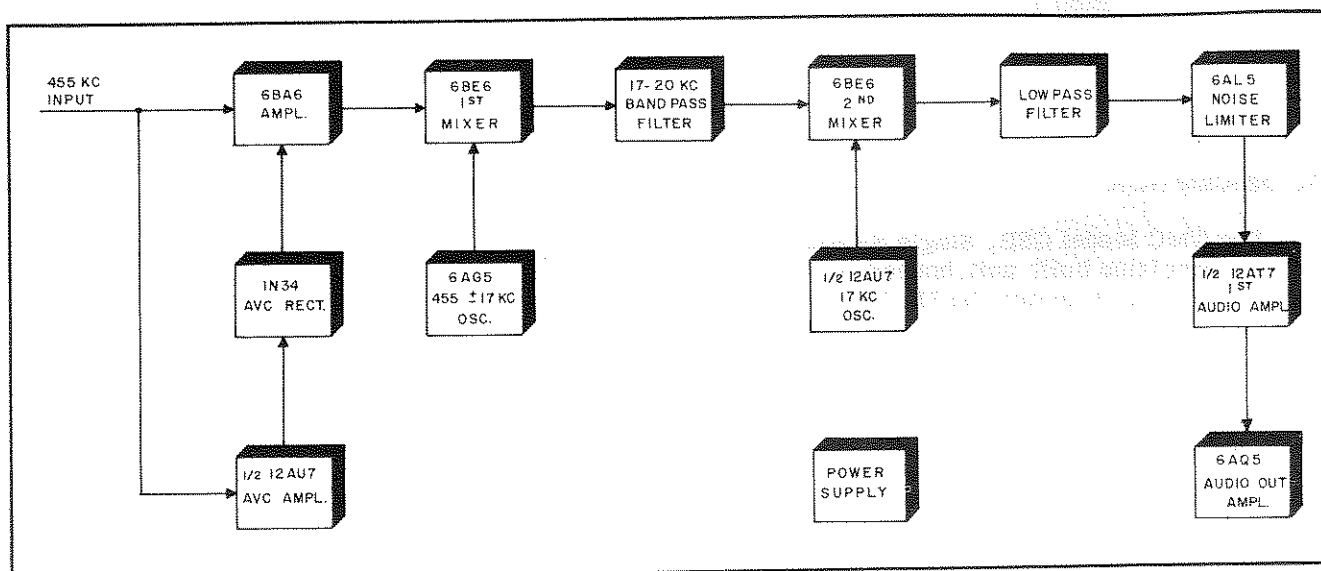 455 KC
INPUT
6BA6
AMPL.
6BE6
1ST
MIXER
17-20 KC
BAND PASS
FILTER
6BE6
2ND
MIXER
LOW PASS
FILTER
6AL5
NOISE
LIMITER
1N34
AVC RECT.
6AG5
455 ±17 KC
OSC.
1/2 12AU7
17 KC
OSC.
1/2 12AT7
1ST
AUDIO AMPL
1/2 12AU7
AVC AMPL.
POWER
SUPPLY
6AQ5
AUDIO OUT
AMPL.